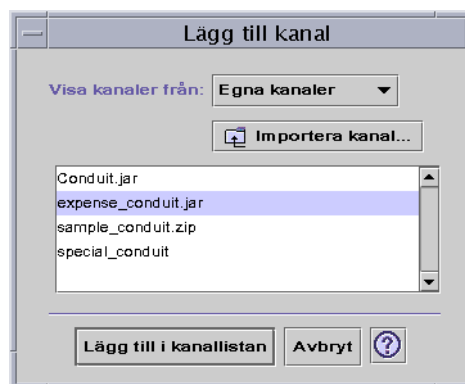 Lägg till kanal
Visa kanaler från: Egna kanaler
Importera kanal...
Conduit.jar
expense_conduit.jar
sample_conduit.zip
special_conduit
Lägg till i kanallistan Avbryt ?